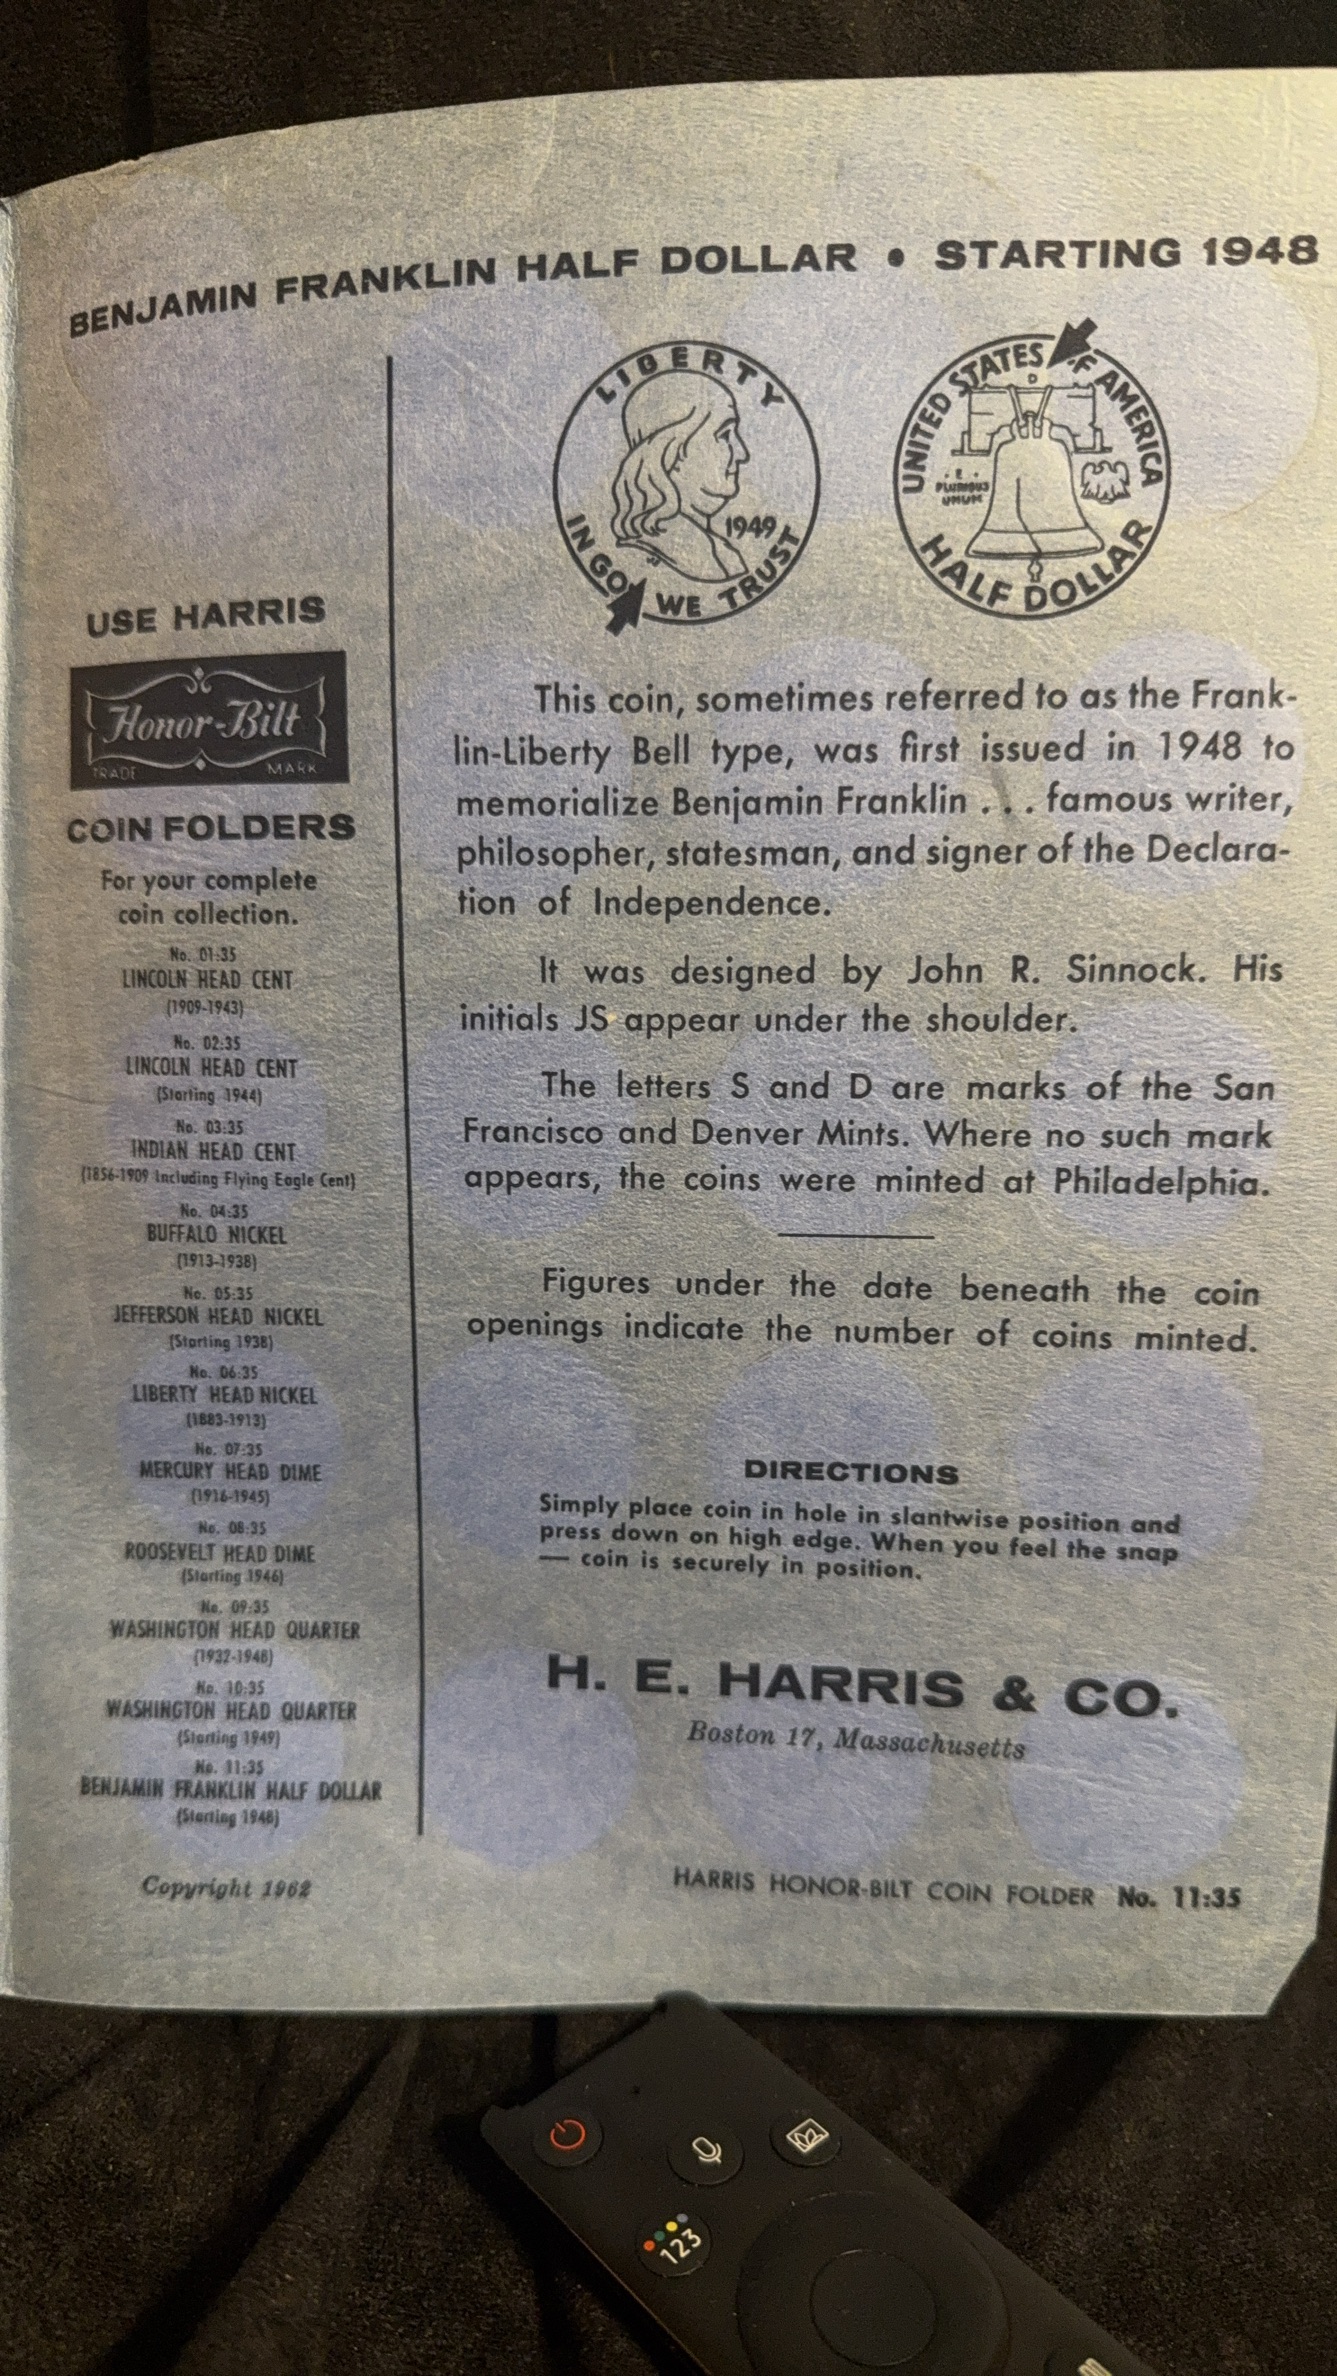 BENJAMIN FRANKLIN HALF DOLLAR • STARTING 1948
LIBERTY
1949
IN GO WE TRUST
JS
UNITED STATES F AMERICA
D
E
PLURIBUS
UNUM
HALF DOLLAR
USE HARRIS
Honor-Bilt
TRADE MARK
COIN FOLDERS
For your complete
coin collection.
No. 01:35
LINCOLN HEAD CENT
(1909-1943)
No. 02:35
LINCOLN HEAD CENT
(Starting 1944)
No. 03:35
INDIAN HEAD CENT
(1856-1909 Including Flying Eagle Cent)
No. 04:35
BUFFALO NICKEL
(1913-1938)
No. 05:35
JEFFERSON HEAD NICKEL
(Starting 1938)
No. 06:35
LIBERTY HEAD NICKEL
(1883-1913)
No. 07:35
MERCURY HEAD DIME
(1916-1945)
No. 08:35
ROOSEVELT HEAD DIME
(Starting 1946)
No. 09:35
WASHINGTON HEAD QUARTER
(1932-1948)
No. 10:35
WASHINGTON HEAD QUARTER
(Starting 1949)
No. 11:35
BENJAMIN FRANKLIN HALF DOLLAR
(Starting 1948)
Copyright 1962
This coin, sometimes referred to as the Frank-
lin-Liberty Bell type, was first issued in 1948 to
memorialize Benjamin Franklin . . . famous writer,
philosopher, statesman, and signer of the Declara-
tion of Independence.
It was designed by John R. Sinnock. His
initials JS appear under the shoulder.
The letters S and D are marks of the San
Francisco and Denver Mints. Where no such mark
appears, the coins were minted at Philadelphia.
Figures under the date beneath the coin
openings indicate the number of coins minted.
DIRECTIONS
Simply place coin in hole in slantwise position and
press down on high edge. When you feel the snap
— coin is securely in position.
H. E. HARRIS & CO.
Boston 17, Massachusetts
HARRIS HONOR-BILT COIN FOLDER No. 11:35
123